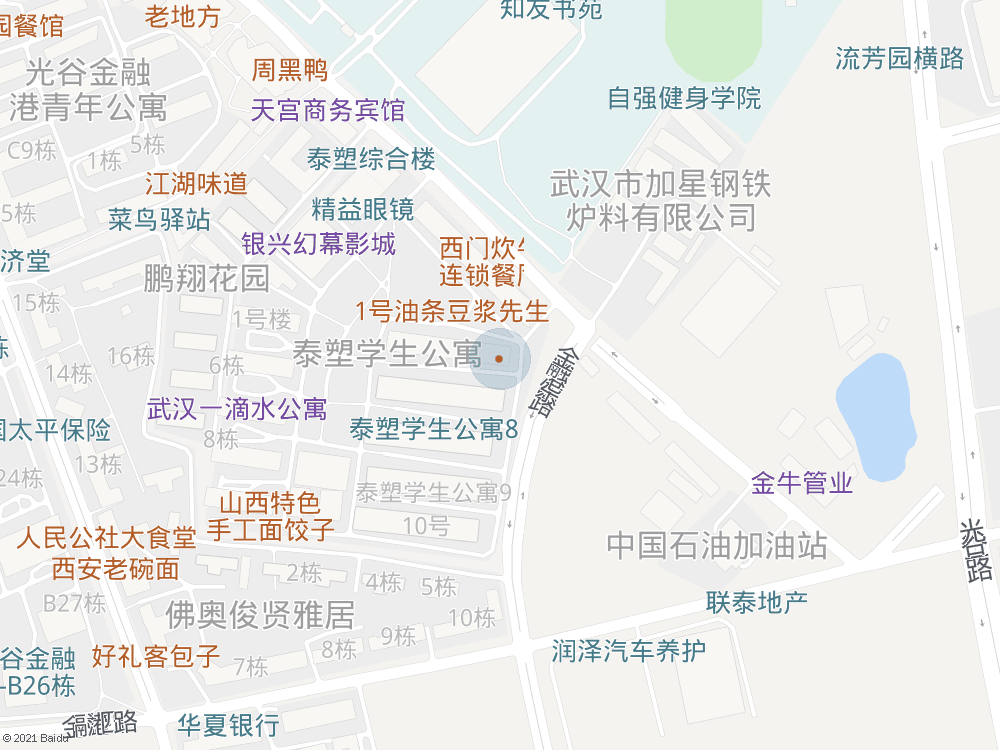 知友书苑
老地方
园餐馆
流芳园横路
光谷金融
港青年公寓
周黑鸭
天宫商务宾馆
自强健身学院
5栋
C9栋
1栋
泰塑综合楼
江湖味道
武汉市加星钢铁
炉料有限公司
5栋
菜鸟驿站
精益眼镜
银兴幻幕影城
西门炊
连锁餐
济堂
鹏翔花园
15栋
1号油条豆浆先生
1号楼
栋
16栋
6栋
泰塑学生公寓
14栋
武汉一滴水公寓
国太平保险
8栋
泰塑学生公寓8
13栋
24栋
金牛管业
泰塑学生公寓9
山西特色
手工面饺子
10号
人民公社大食堂
西安老碗面
中国石油加油站
2栋
4栋
5栋
B27栋
联泰地产
佛奥俊贤雅居
10栋
9栋
8栋
7栋
润泽汽车养护
谷金融
-B26栋
好礼客包子
华夏银行
© 2021 Baidu